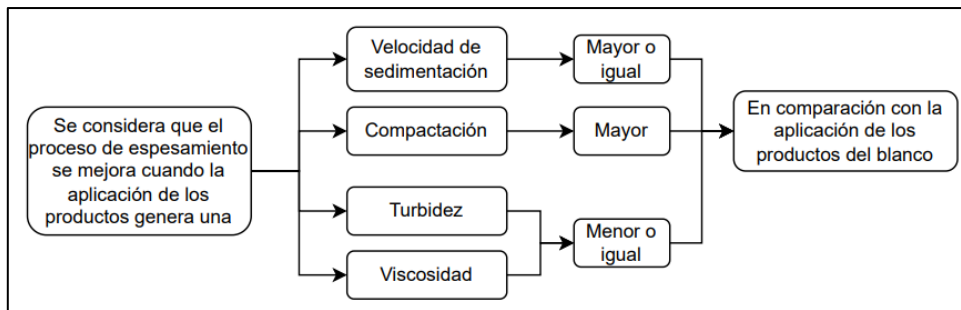 Se considera que el
proceso de espesamiento
se mejora cuando la
aplicación de los
productos genera una
Velocidad de
sedimentación
Mayor o
igual
Compactación
Mayor
Turbidez
Viscosidad
Menor o
igual
En comparación con la
aplicación de los
productos del blanco